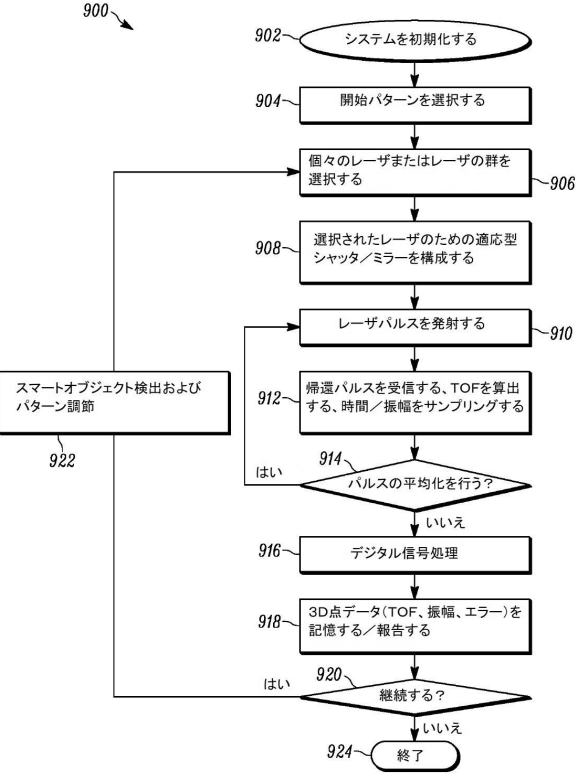 900
902
システムを初期化する
904
開始パターンを選択する
個々のレーザまたはレーザの群を
選択する
906
908
選択されたレーザのための適応型
シャッタ/ミラーを構成する
レーザパルスを発射する
910
スマートオブジェクト検出および
パターン調節
922
912
帰還パルスを受信する、TOFを算出
する、時間/振幅をサンプリングする
914
はい
パルスの平均化を行う?
いいえ
916
デジタル信号処理
918
3D点データ(TOF、振幅、エラー)を
記憶する/報告する
920
はい
継続する?
いいえ
924
終了